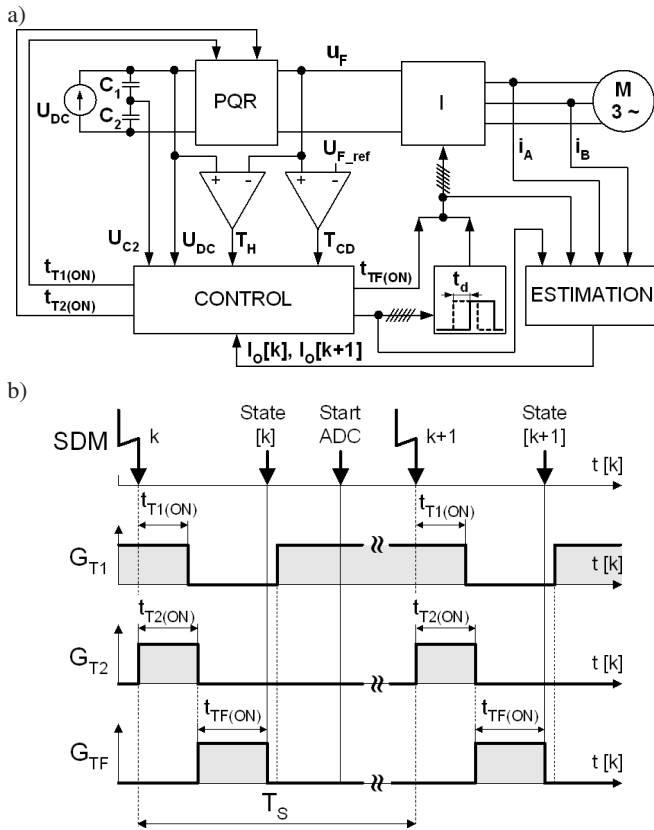 a)
u_F
C_1
C_2
U_DC
PQR
I
M
3 ~
i_A
i_B
U_F_ref
+ -
+ -
U_C2
U_DC
T_H
T_CD
t_T1(ON)
t_T2(ON)
t_TF(ON)
CONTROL
t_d
ESTIMATION
I_O[k], I_O[k+1]
b)
SDM
k
State
[k]
Start
ADC
k+1
State
[k+1]
t [k]
t_T1(ON)
t_T1(ON)
G_T1
t [k]
t_T2(ON)
t_T2(ON)
G_T2
t [k]
t_TF(ON)
t_TF(ON)
G_TF
t [k]
T_S